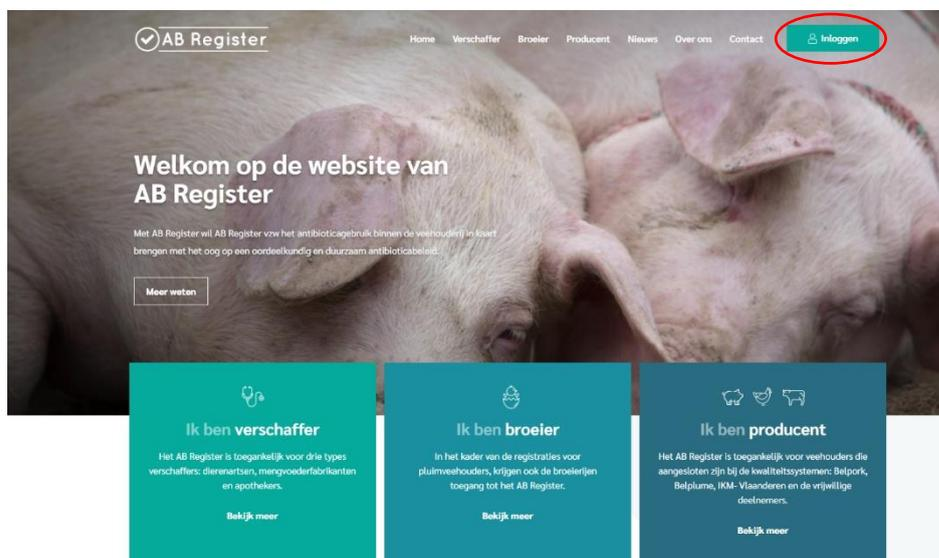 AB Register
Home Verschaffer Broeier Producent Nieuws Over ons Contact Inloggen
Welkom op de website van
AB Register
Met AB Register wil AB Register vzw het antibioticagebruik binnen de veehouderij in kaart
brengen met het oog op een oordeelkundig en duurzaam antibioticabeleid.
Meer weten
Ik ben verschaffer
Het AB Register is toegankelijk voor drie types
verschaffers: dierenartsen, mengvoederfabrikanten
en apothekers.
Bekijk meer
Ik ben broeier
In het kader van de registraties voor
pluimveehouders, krijgen ook de broeierijen
toegang tot het AB Register.
Bekijk meer
Ik ben producent
Het AB Register is toegankelijk voor veehouders die
aangesloten zijn bij de kwaliteitssystemen: Belpork,
Belplume, IKM- Vlaanderen en de vrijwillige
deelnemers.
Bekijk meer